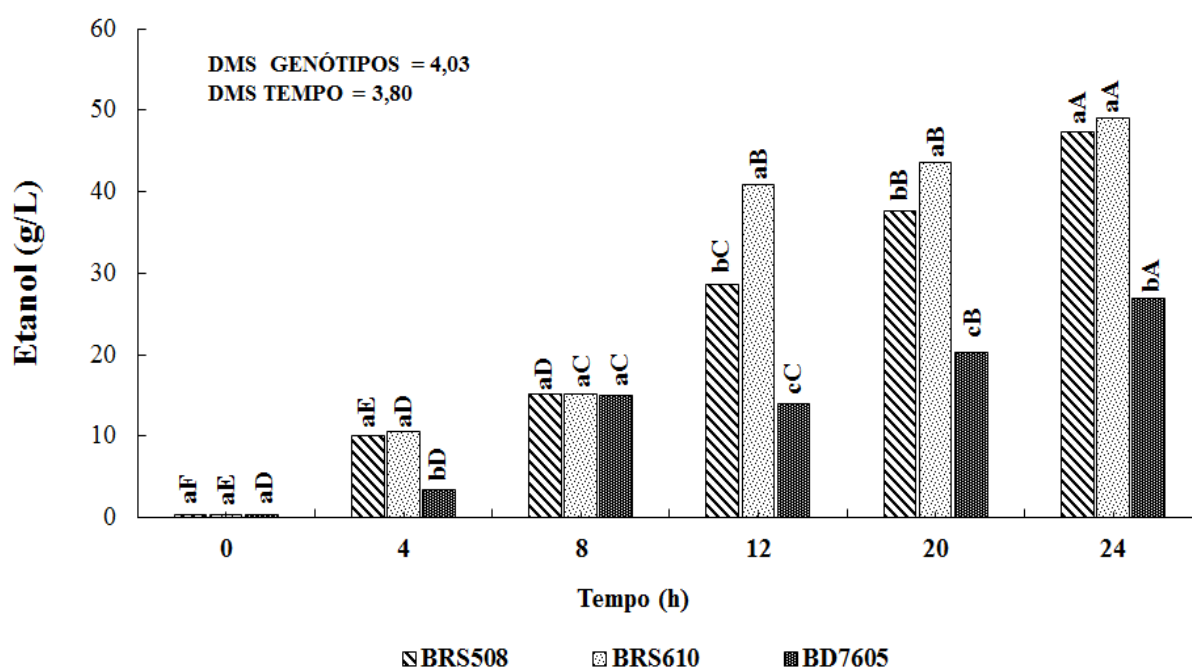 60
50
40
30
20
10
0
Etanol (g/L)
DMS GENÓTIPOS = 4,03
DMS TEMPO = 3,80
aF aE aD
aE aD bD
aD aC aC
bC aB cC
bB aB cB
aA aA bA
0 4 8 12 20 24
Tempo (h)
BRS508 BRS610 BD7605